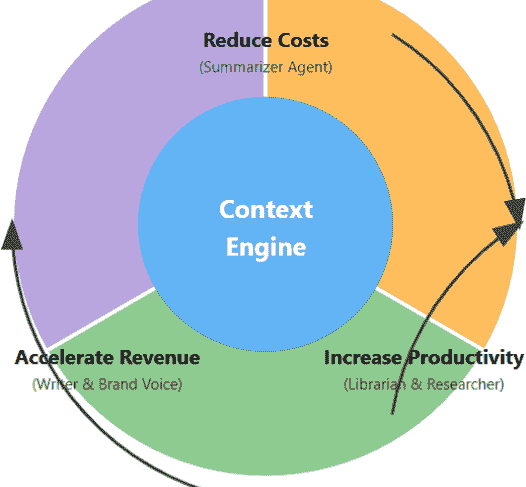 Reduce Costs
(Summarizer Agent)
Context
Engine
Accelerate Revenue
(Writer & Brand Voice)
Increase Productivity
(Librarian & Researcher)